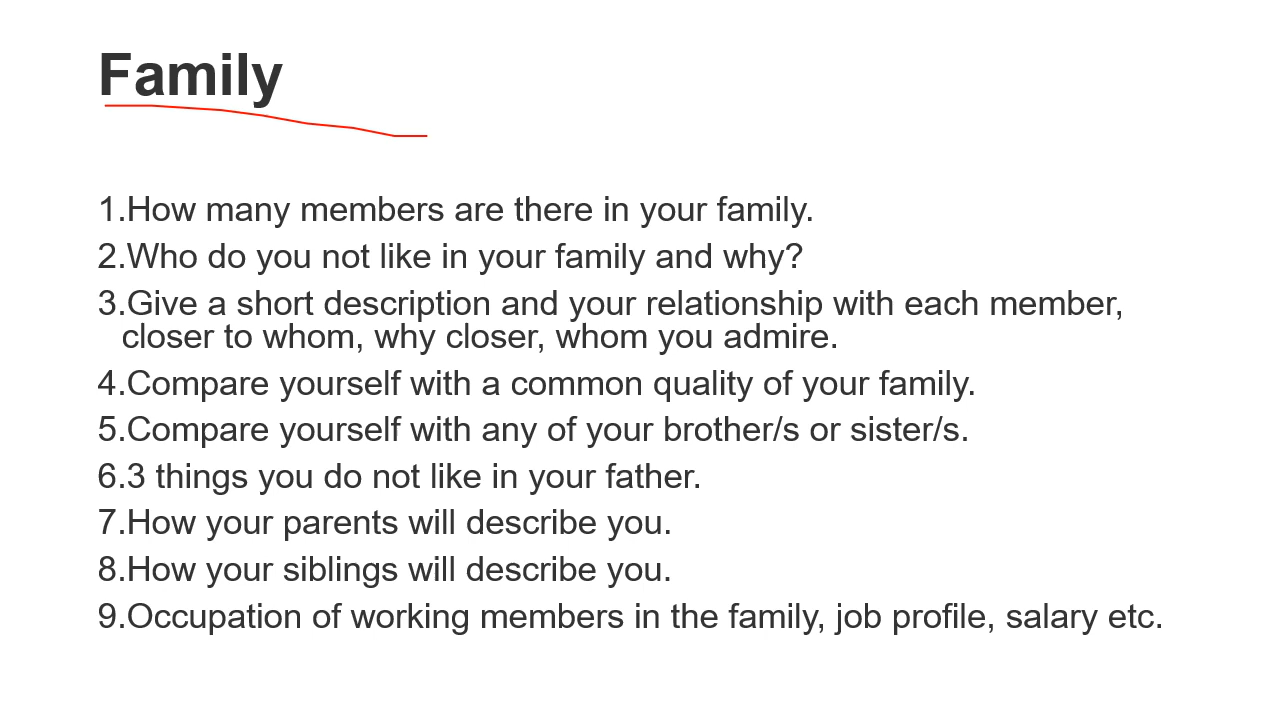 Family
1.How many members are there in your family.
2.Who do you not like in your family and why?
3.Give a short description and your relationship with each member,
closer to whom, why closer, whom you admire.
4.Compare yourself with a common quality of your family.
5.Compare yourself with any of your brother/s or sister/s.
6.3 things you do not like in your father.
7.How your parents will describe you.
8.How your siblings will describe you.
9.Occupation of working members in the family, job profile, salary etc.